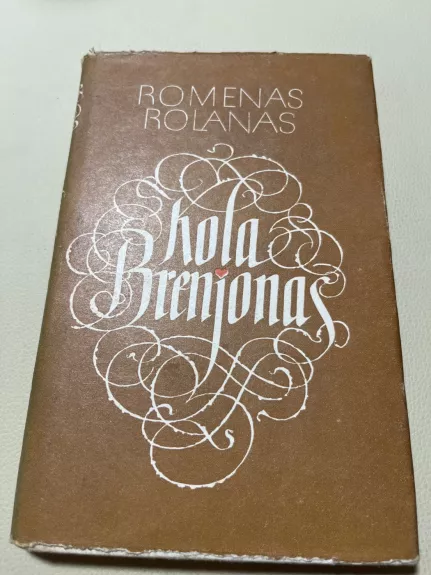 ROMENAS
ROLANAS
Kola
Brenjonas